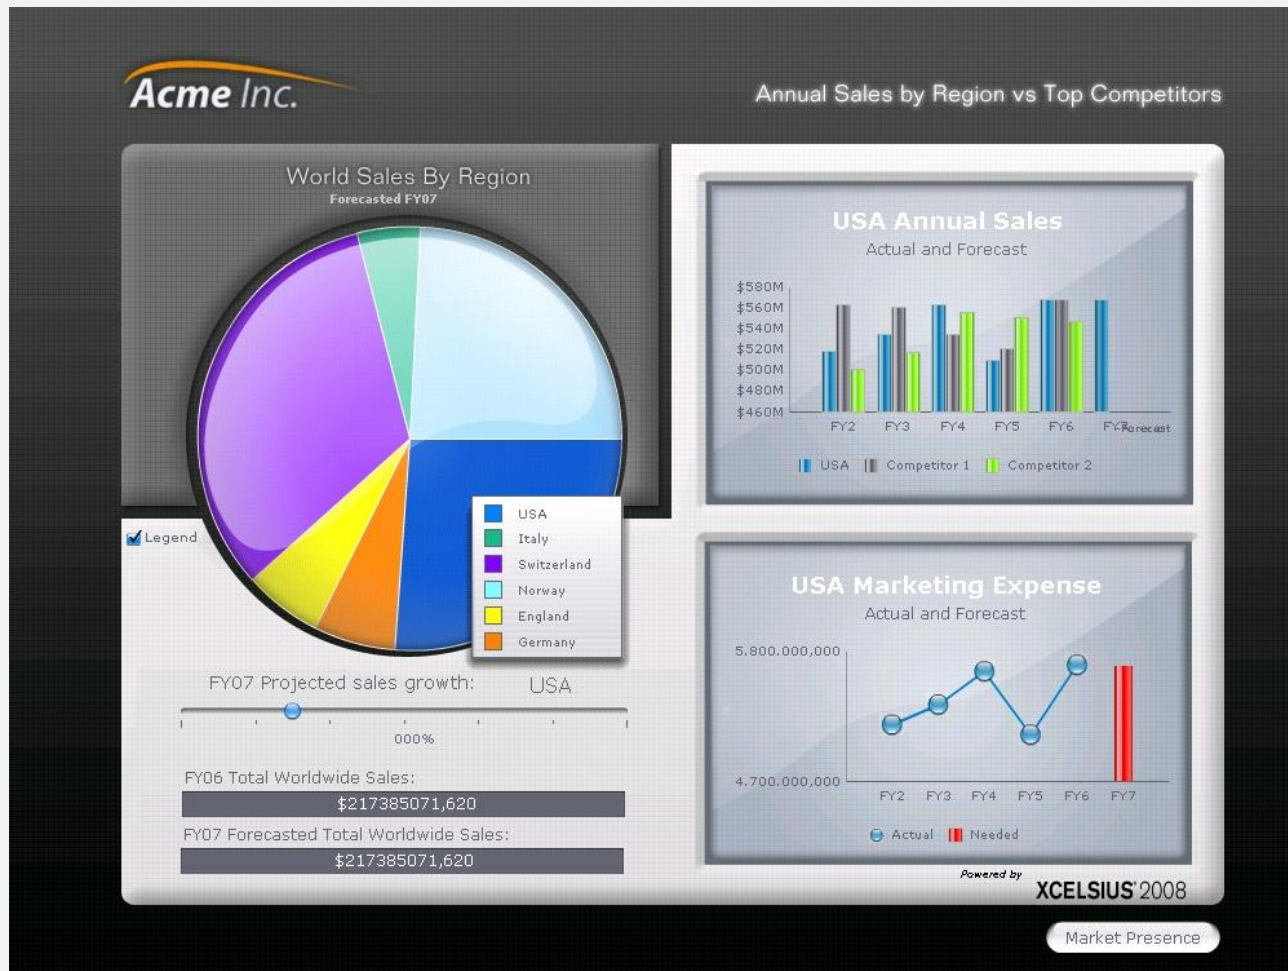 Acme Inc.
Annual Sales by Region vs Top Competitors
World Sales By Region
Forecasted FY07
Legend
USA
Italy
Switzerland
Norway
England
Germany
FY07 Projected sales growth: USA
000%
FY06 Total Worldwide Sales:
$217385071,620
FY07 Forecasted Total Worldwide Sales:
$217385071,620
USA Annual Sales
Actual and Forecast
$580M
$560M
$540M
$520M
$500M
$480M
$460M
FY2 FY3 FY4 FY5 FY6 FY7 Forecast
USA Competitor 1 Competitor 2
USA Marketing Expense
Actual and Forecast
5.800.000,000
4.700.000,000
FY2 FY3 FY4 FY5 FY6 FY7
Actual Needed
Powered by
XCELSIUS 2008
Market Presence